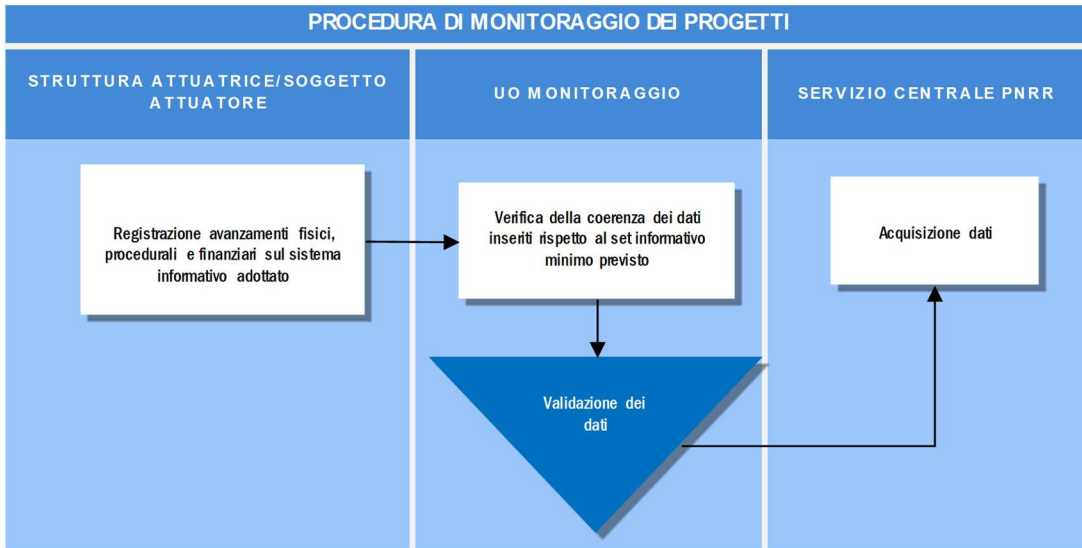 PROCEDURA DI MONITORAGGIO DEI PROGETTI
STRUTTURA ATTUATRICE/SOGGETTO
ATTUATORE
UO MONITORAGGIO
SERVIZIO CENTRALE PNRR
Registrazione avanzamenti fisici,
procedurali e finanziari sul sistema
informativo adottato
Verifica della coerenza dei dati
inseriti rispetto al set informativo
minimo previsto
Acquisizione dati
Validazione dei
dati